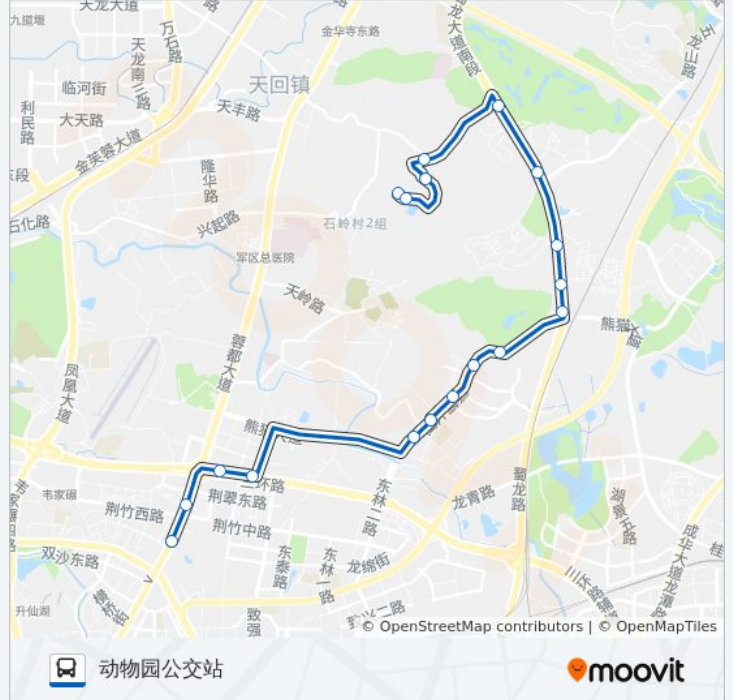 天龙大道
九道堰
万石路
金华寺东路
龙大道南段
五龙山路
天龙南三路
天回镇
临河街
利民路
大天路
天丰路
金芙蓉大道
东段
隆华路
石化路
兴起路
石岭村2组
军区总医院
天岭路
熊猫大道
蓉都大道
凤凰大道
熊猫大道
三环路
韦家碾
荆竹西路
荆翠东路
荆竹中路
东林二路
龙青路
蜀龙路
湖景五路
双沙东路
东泰路
东林一路
龙绵街
成华大道龙潭路
桂
横桥街
升仙湖
致强
© OpenStreetMap contributors | © OpenMapTiles
动物园公交站
moovit